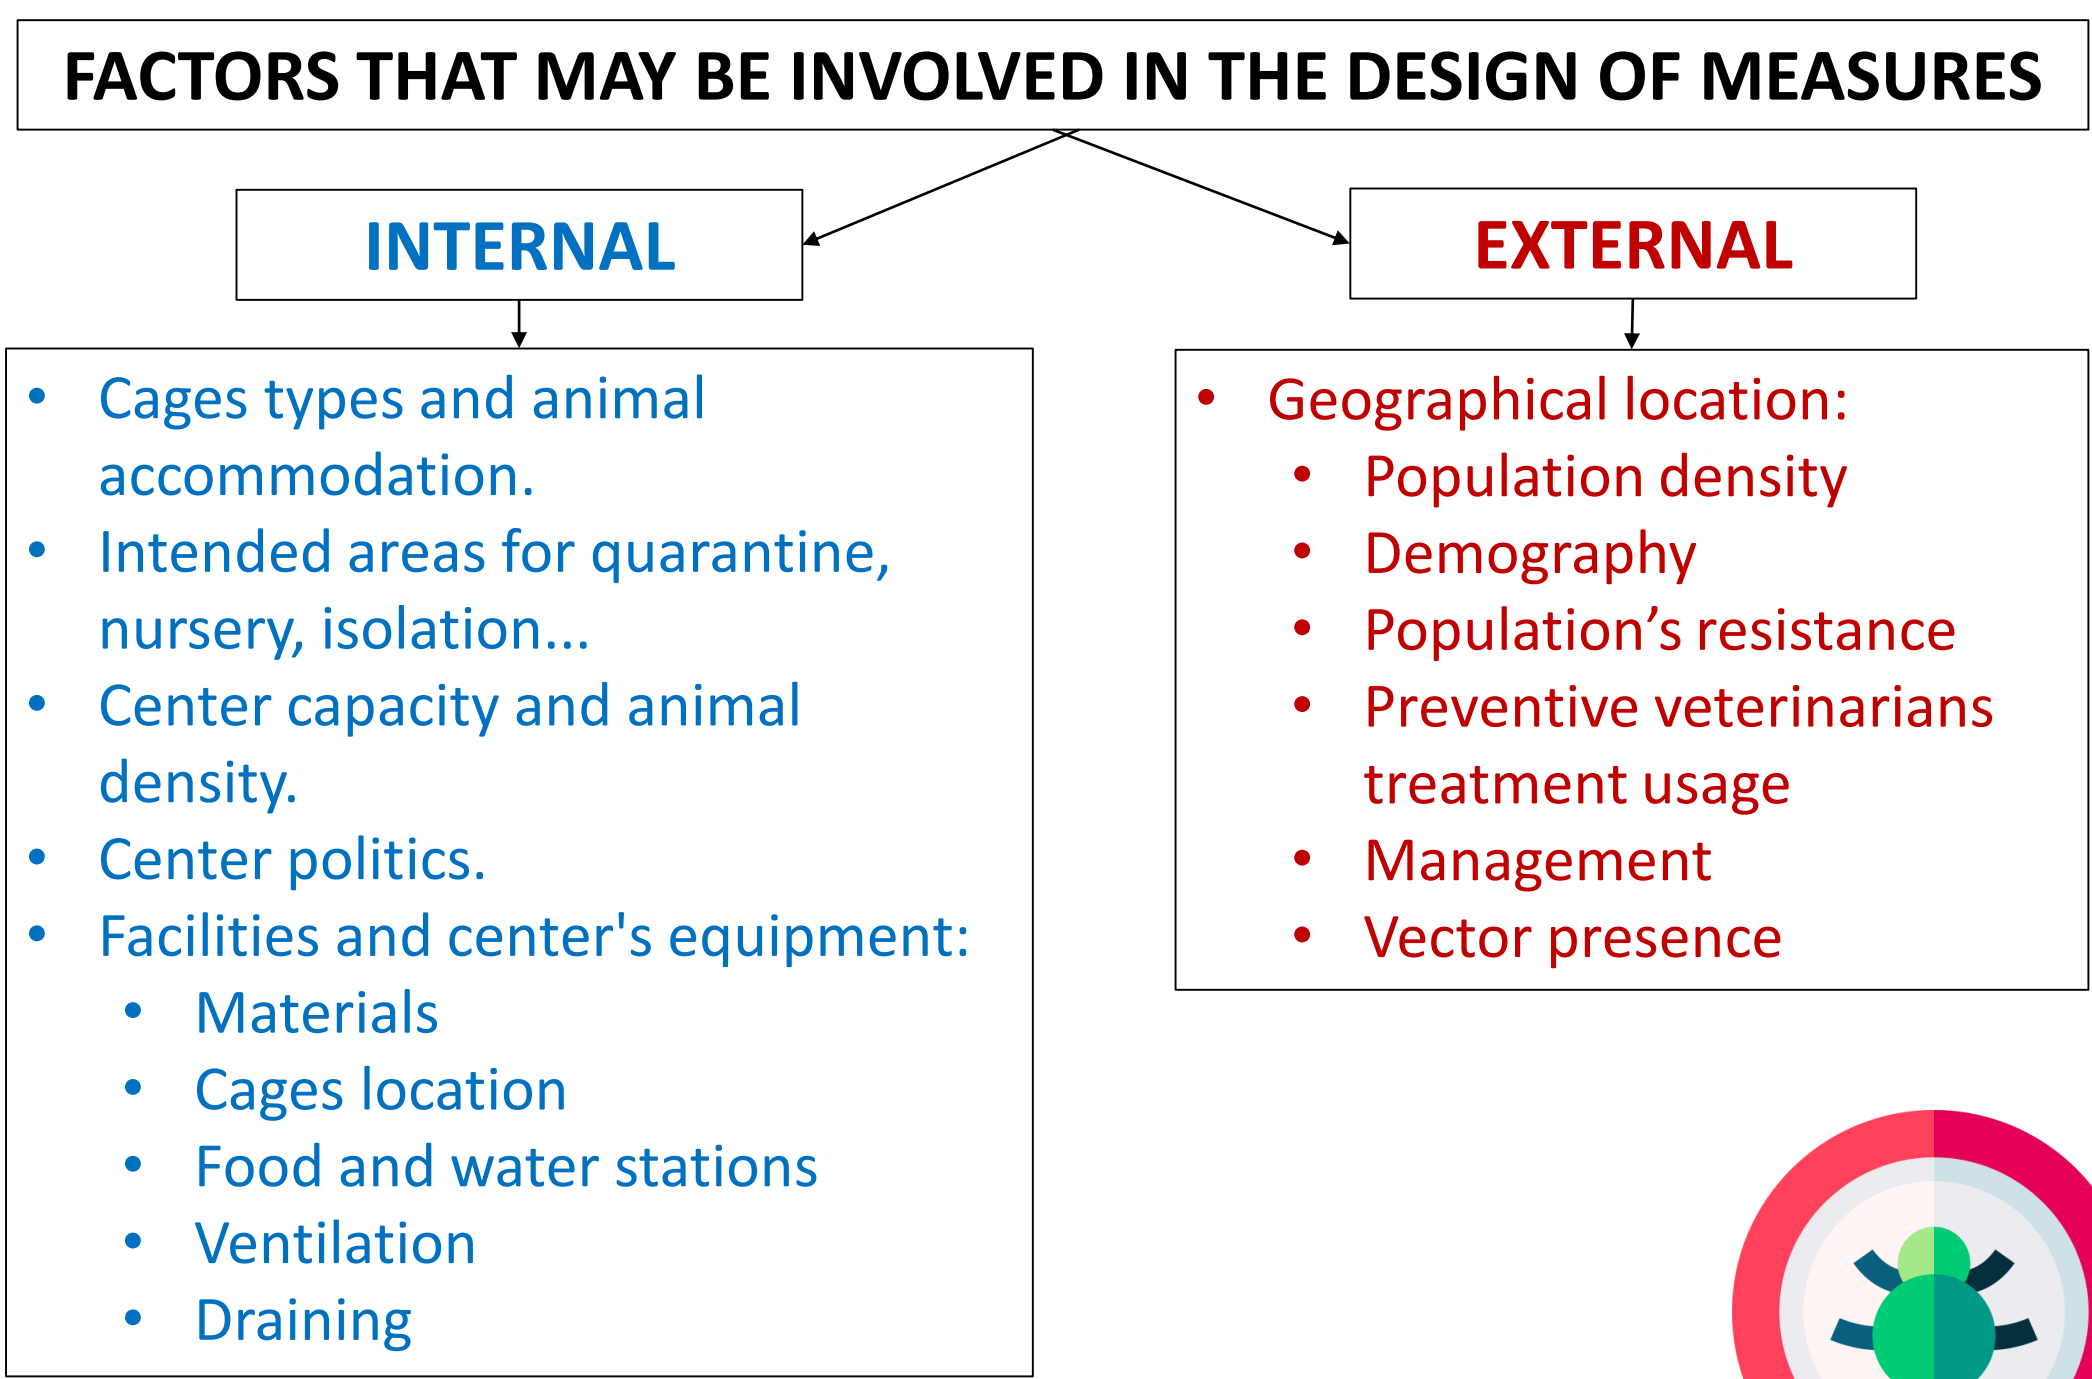 FACTORS THAT MAY BE INVOLVED IN THE DESIGN OF MEASURES
INTERNAL
• Cages types and animal
accommodation.
• Intended areas for quarantine,
nursery, isolation...
• Center capacity and animal
density.
• Center politics.
• Facilities and center's equipment:
• Materials
• Cages location
• Food and water stations
• Ventilation
• Draining
EXTERNAL
• Geographical location:
• Population density
• Demography
• Population’s resistance
• Preventive veterinarians
treatment usage
• Management
• Vector presence